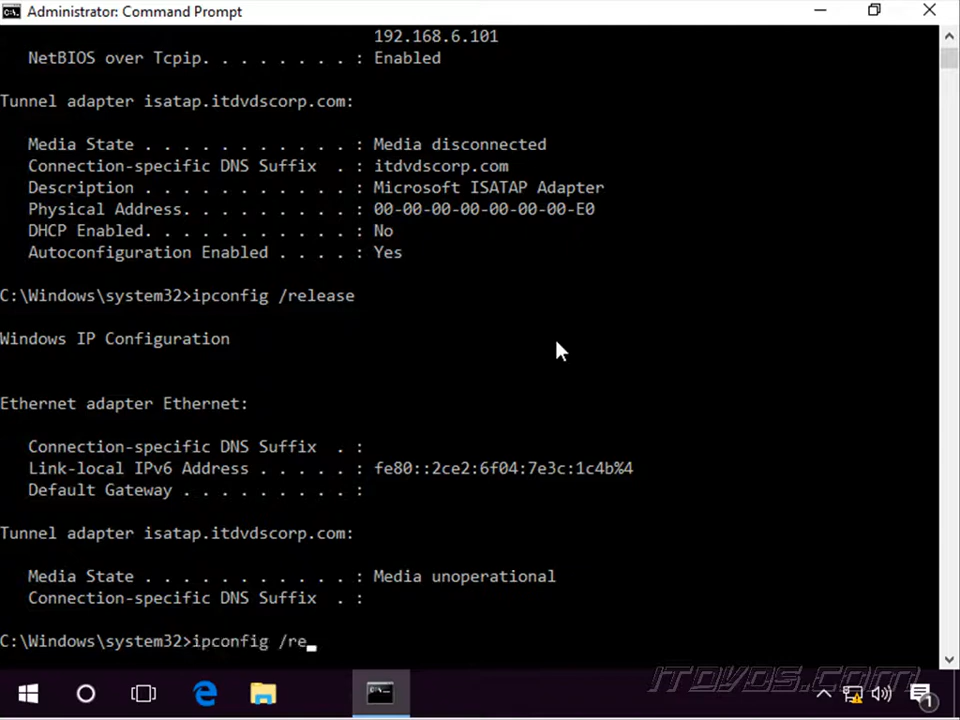 Administrator: Command Prompt
192.168.6.101
NetBIOS over Tcpip. . . . . . . . : Enabled
Tunnel adapter isatap.itdvdscorp.com:
Media State . . . . . . . . . . . : Media disconnected
Connection-specific DNS Suffix  . : itdvdscorp.com
Description . . . . . . . . . . . : Microsoft ISATAP Adapter
Physical Address. . . . . . . . . : 00-00-00-00-00-00-00-E0
DHCP Enabled. . . . . . . . . . . : No
Autoconfiguration Enabled . . . . : Yes
C:\Windows\system32>ipconfig /release
Windows IP Configuration
Ethernet adapter Ethernet:
Connection-specific DNS Suffix  . :
Link-local IPv6 Address . . . . . : fe80::2ce2:6f04:7e3c:1c4b%4
Default Gateway . . . . . . . . . :
Tunnel adapter isatap.itdvdscorp.com:
Media State . . . . . . . . . . . : Media unoperational
Connection-specific DNS Suffix  . :
C:\Windows\system32>ipconfig /re_
ITDVDS.COM
1